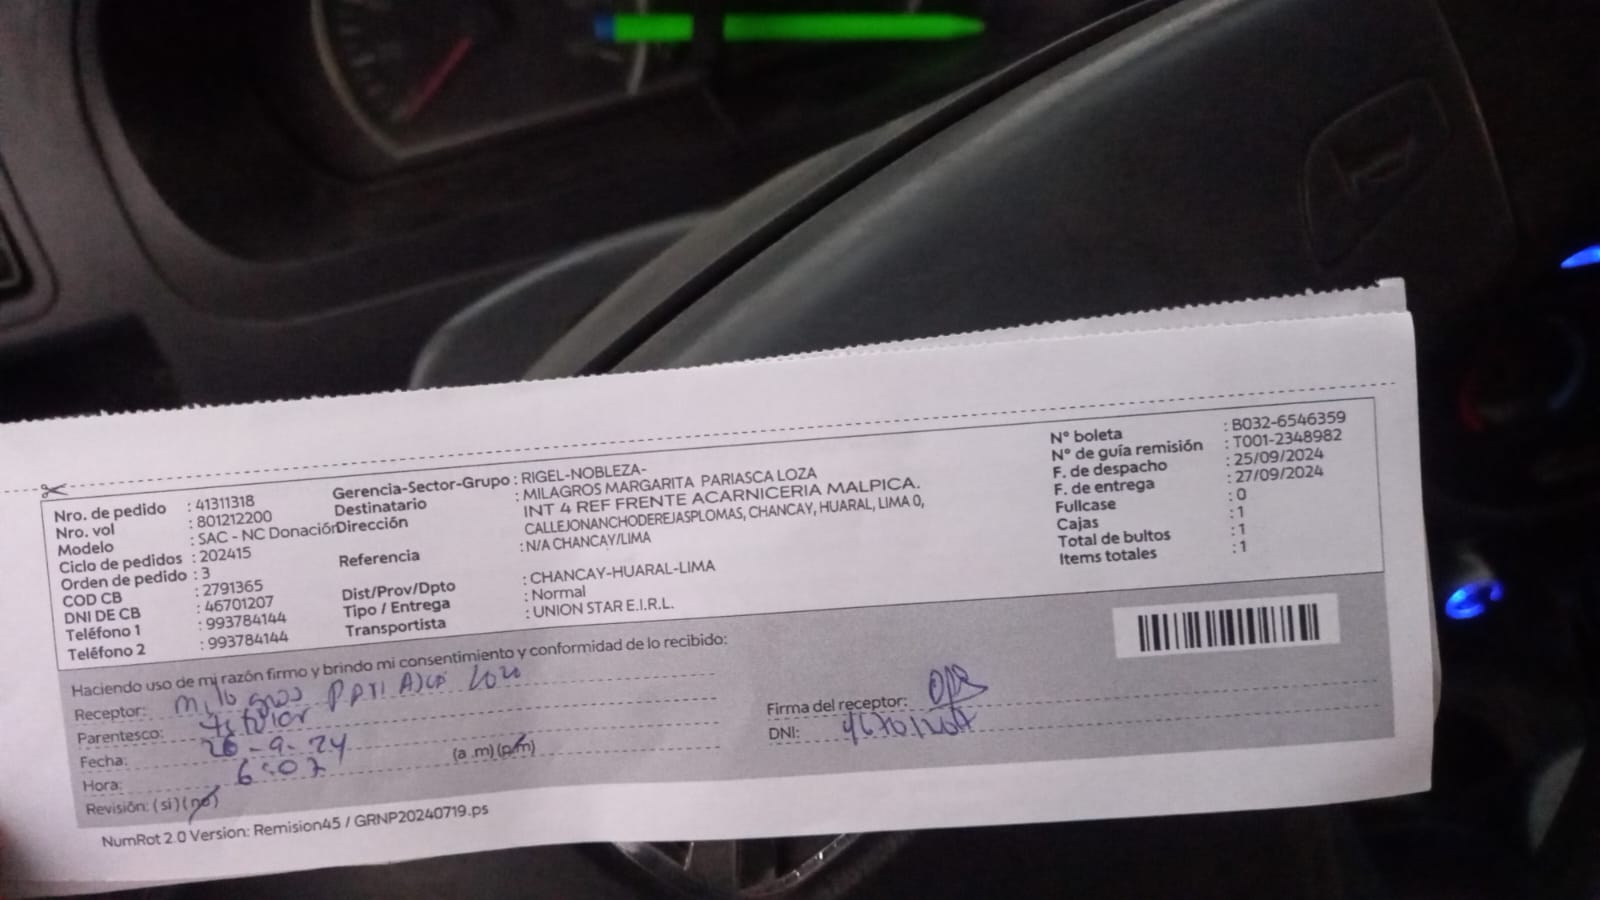 Nro. de pedido : 41311318
Nro. vol : 801212200
Modelo : SAC - NC Donación
Ciclo de pedidos : 202415
Orden de pedido : 3
COD CB : 2791365
DNI DE CB : 46701207
Teléfono 1 : 993784144
Teléfono 2 : 993784144
Gerencia-Sector-Grupo : RIGEL-NOBLEZA-
Destinatario : MILAGROS MARGARITA PARIASCA LOZA
Dirección INT 4 REF FRENTE ACARNICERIA MALPICA.
CALLEJONANCHODEREJASPLOMAS, CHANCAY, HUARAL, LIMA 0,
Referencia : N/A CHANCAY/LIMA
Dist/Prov/Dpto : CHANCAY-HUARAL-LIMA
Tipo / Entrega : Normal
Transportista : UNION STAR E.I.R.L.
N° boleta : B032-6546359
N° de guía remisión : T001-2348982
F. de despacho : 25/09/2024
F. de entrega : 27/09/2024
Fullcase : 0
Cajas : 1
Total de bultos : 1
Items totales : 1
Haciendo uso de mi razón firmo y brindo mi consentimiento y conformidad de lo recibido:
Receptor: Milagros PARIASCA Loza
Parentesco: titular
Fecha: 26-9-24
Hora: 6:07 (a .m) (p.m)
Revisión: (si) (no)
Firma del receptor:
DNI: 46701207
NumRot 2.0 Version: Remision45 / GRNP20240719.ps